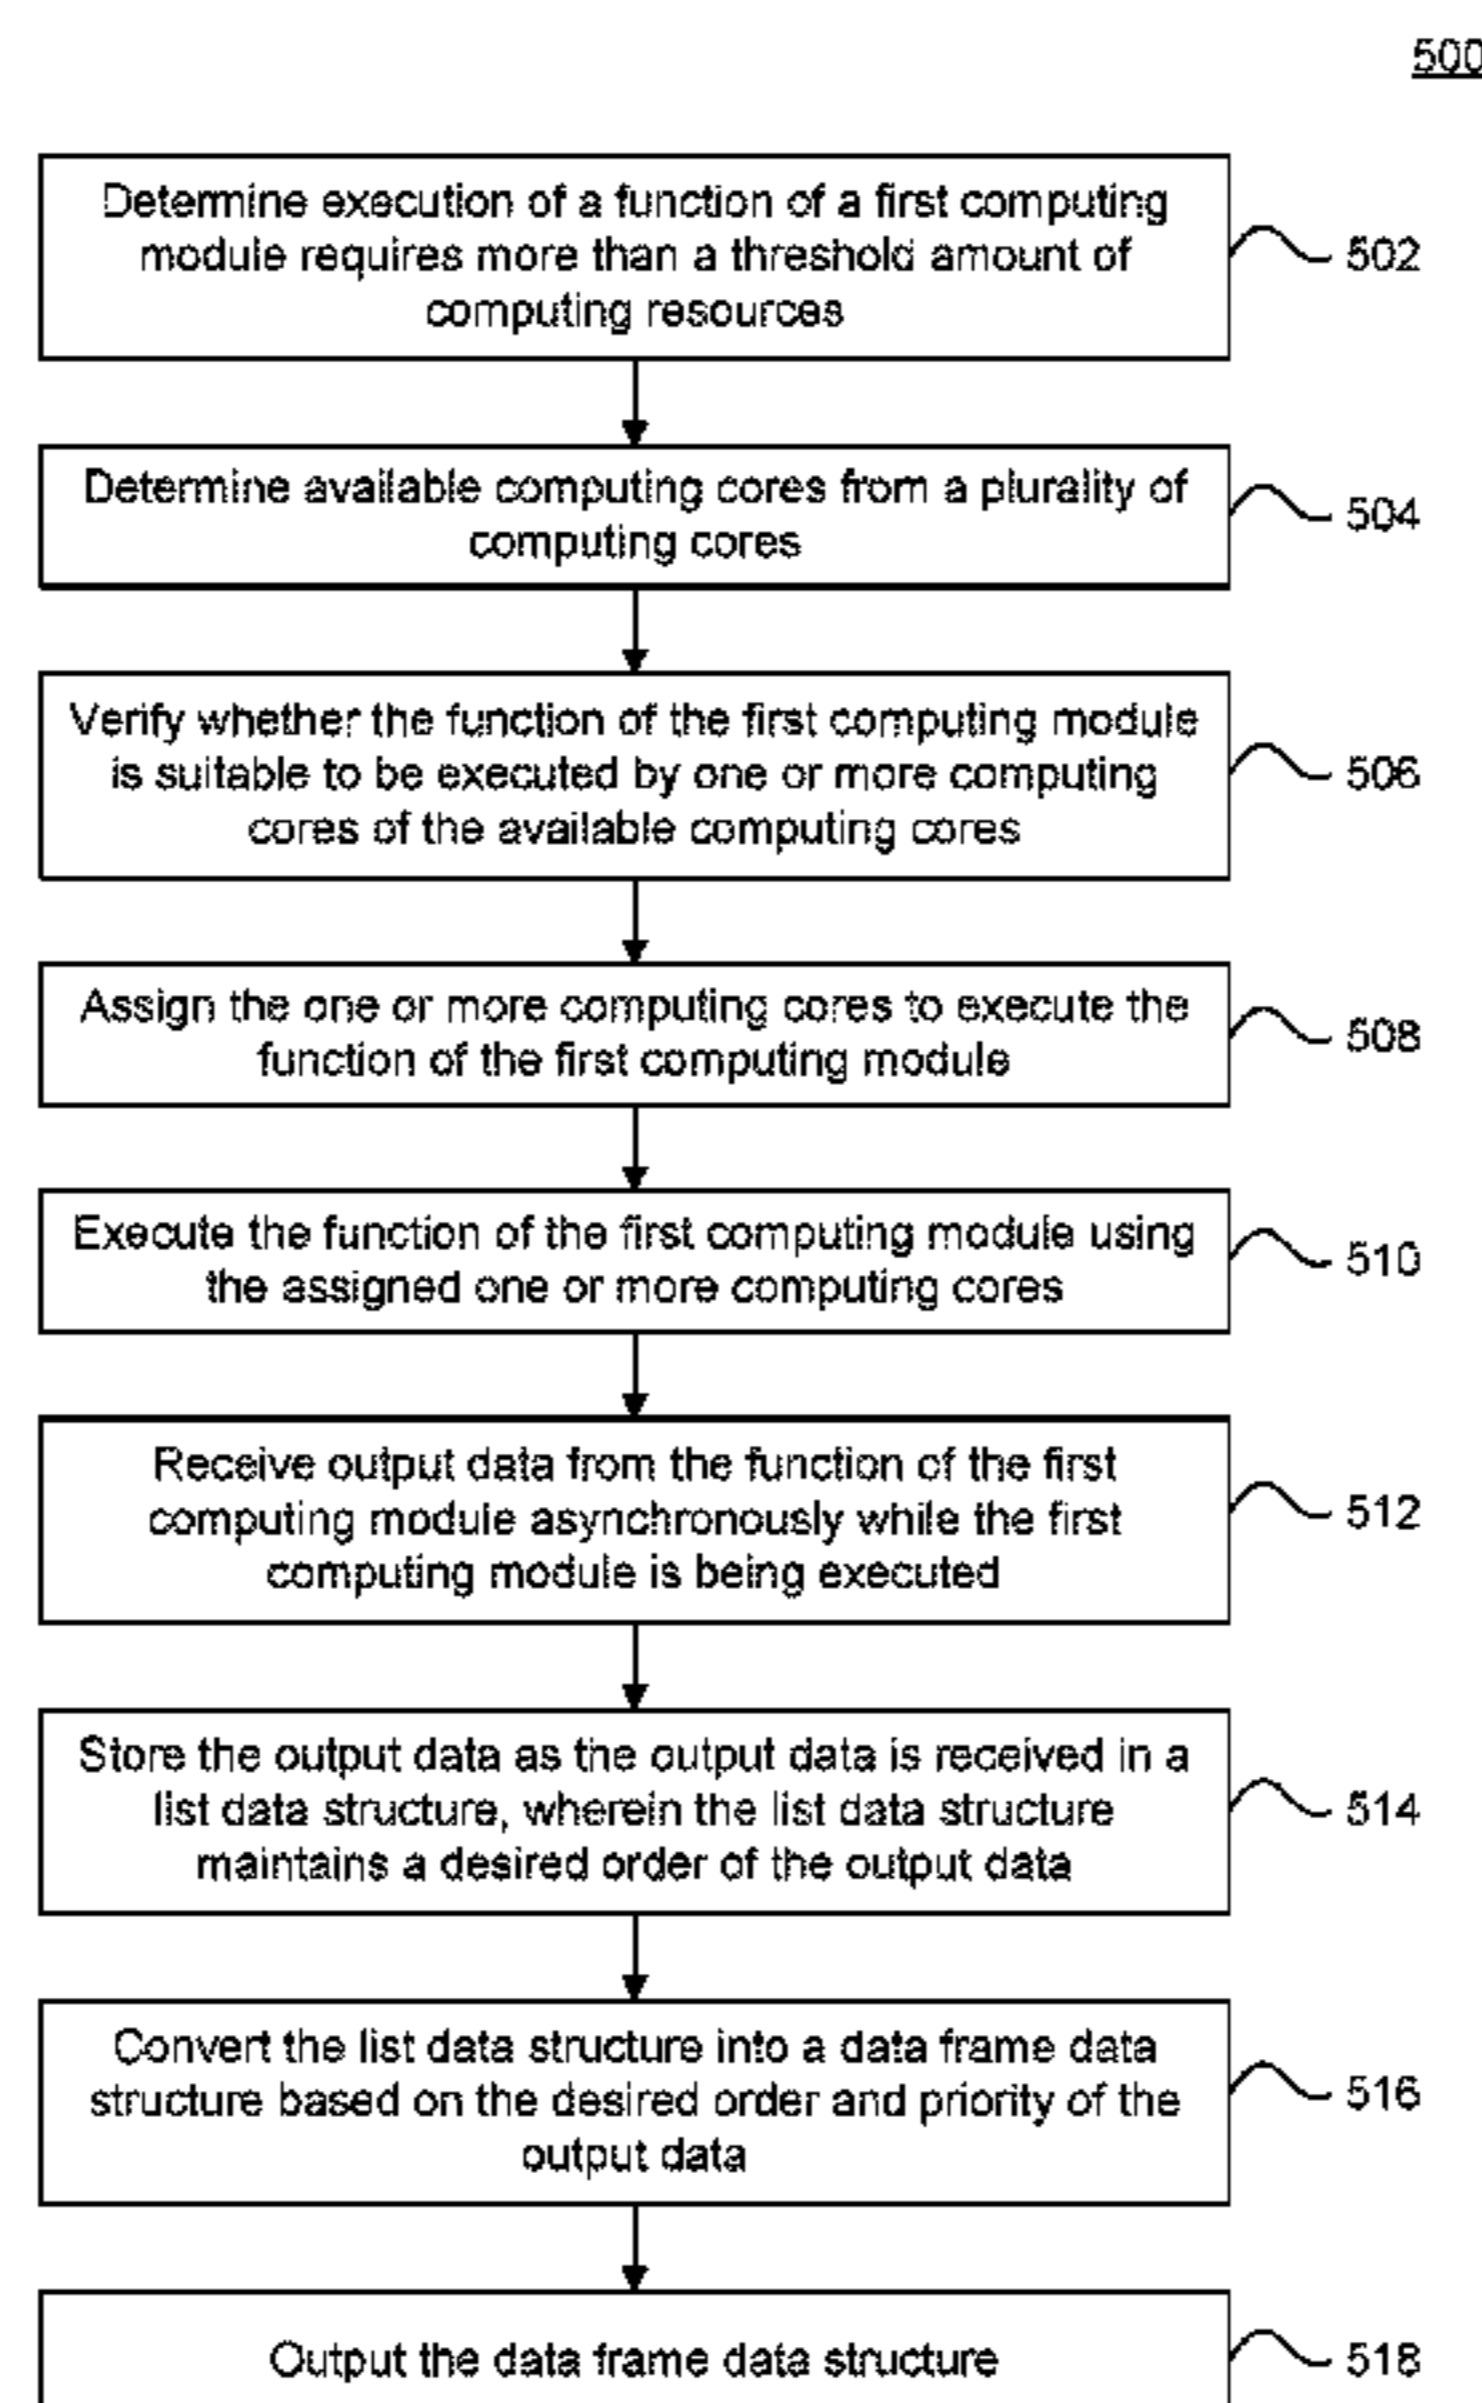 500
Determine execution of a function of a first computing
module requires more than a threshold amount of
computing resources
502
Determine available computing cores from a plurality of
computing cores
504
Verify whether the function of the first computing module
is suitable to be executed by one or more computing
cores of the available computing cores
506
Assign the one or more computing cores to execute the
function of the first computing module
508
Execute the function of the first computing module using
the assigned one or more computing cores
510
Receive output data from the function of the first
computing module asynchronously while the first
computing module is being executed
512
Store the output data as the output data is received in a
list data structure, wherein the list data structure
maintains a desired order of the output data
514
Convert the list data structure into a data frame data
structure based on the desired order and priority of the
output data
516
Output the data frame data structure
518